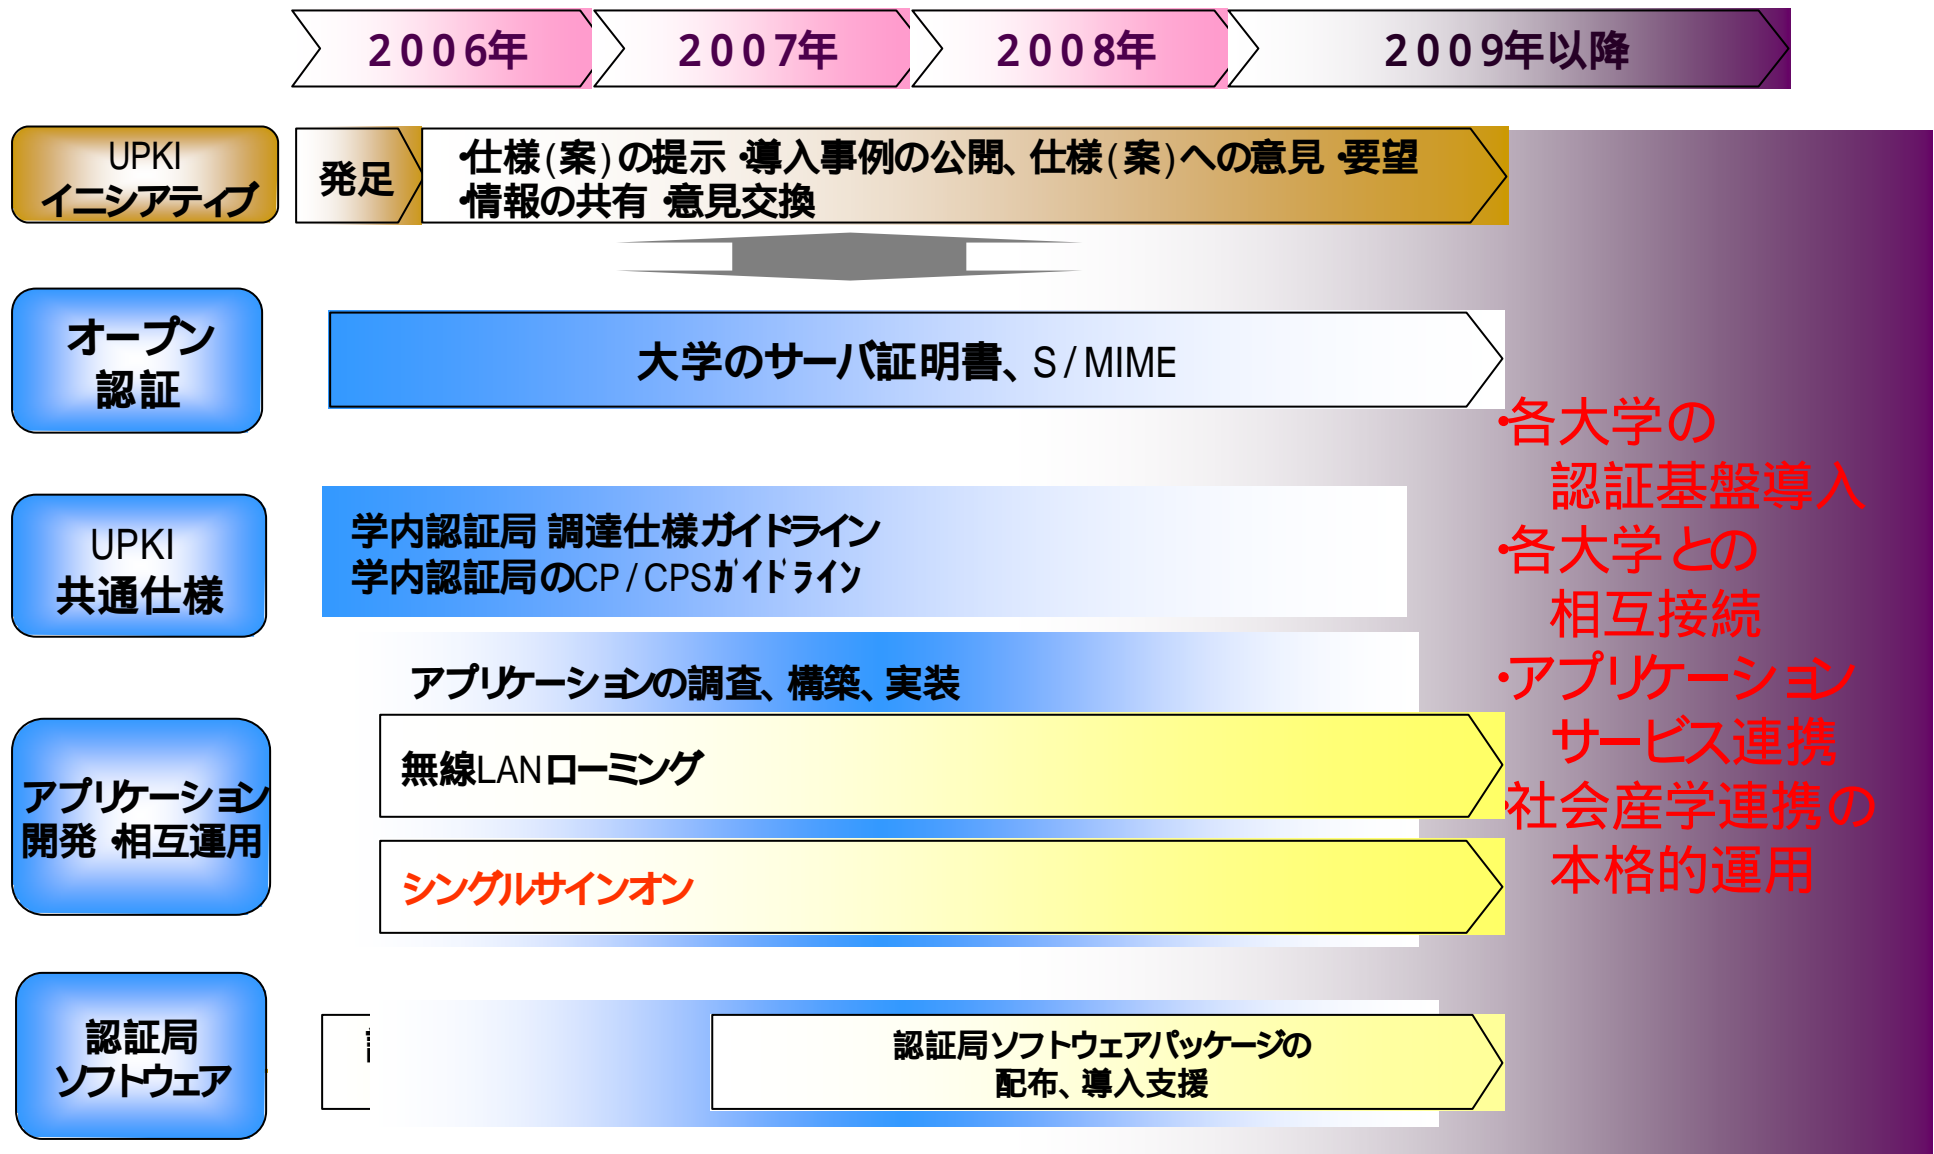 2006年
2007年
2008年
2009年以降
UPKI
イニシアティブ
発足
・仕様(案)の提示・導入事例の公開、仕様(案)への意見・要望
・情報の共有・意見交換
オープン
認証
大学のサーバ証明書、S/MIME
UPKI
共通仕様
学内認証局 調達仕様ガイドライン
学内認証局のCP/CPSガイドライン
アプリケーション
開発・相互運用
アプリケーションの調査、構築、実装
無線LANローミング
シングルサインオン
認証局
ソフトウェア
認証局ソフトウェアパッケージの
配布、導入支援
・各大学の
認証基盤導入
・各大学との
相互接続
・アプリケーション
サービス連携
・社会産学連携の
本格的運用